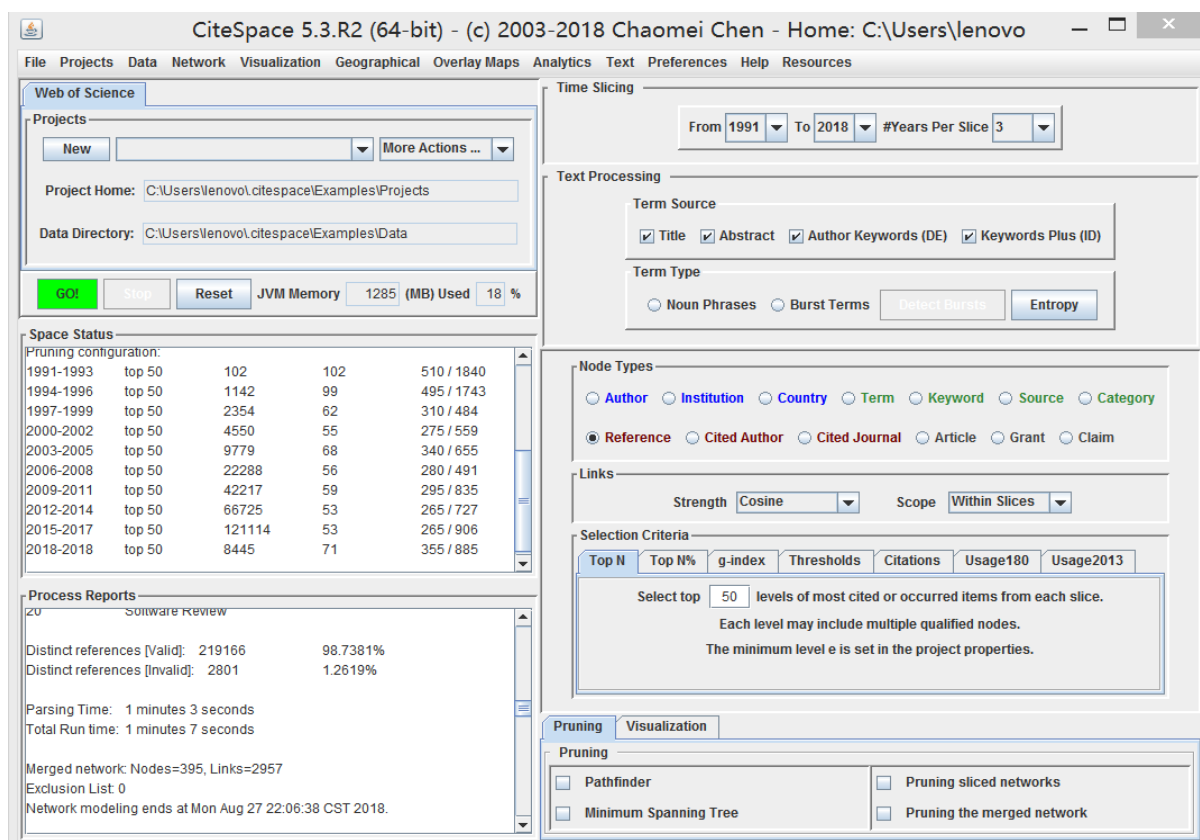 CiteSpace 5.3.R2 (64-bit) - (c) 2003-2018 Chaomei Chen - Home: C:\Users\lenovo
File Projects Data Network Visualization Geographical Overlay Maps Analytics Text Preferences Help Resources
Web of Science
Projects
New More Actions ...
Project Home: C:\Users\lenovo\.citespace\Examples\Projects
Data Directory: C:\Users\lenovo\.citespace\Examples\Data
GO! Stop Reset JVM Memory 1285 (MB) Used 18 %
Space Status
Pruning configuration:
1991-1993 top 50 102 102 510 / 1840
1994-1996 top 50 1142 99 495 / 1743
1997-1999 top 50 2354 62 310 / 484
2000-2002 top 50 4550 55 275 / 559
2003-2005 top 50 9779 68 340 / 655
2006-2008 top 50 22288 56 280 / 491
2009-2011 top 50 42217 59 295 / 835
2012-2014 top 50 66725 53 265 / 727
2015-2017 top 50 121114 53 265 / 906
2018-2018 top 50 8445 71 355 / 885
Process Reports
20 Software Review
Distinct references [Valid]: 219166 98.7381%
Distinct references [Invalid]: 2801 1.2619%
Parsing Time: 1 minutes 3 seconds
Total Run time: 1 minutes 7 seconds
Merged network: Nodes=395, Links=2957
Exclusion List: 0
Network modeling ends at Mon Aug 27 22:06:38 CST 2018.
Time Slicing
From 1991 To 2018 #Years Per Slice 3
Text Processing
Term Source
Title Abstract Author Keywords (DE) Keywords Plus (ID)
Term Type
Noun Phrases Burst Terms Detect Bursts Entropy
Node Types
Author Institution Country Term Keyword Source Category
Reference Cited Author Cited Journal Article Grant Claim
Links
Strength Cosine Scope Within Slices
Selection Criteria
Top N Top N% g-index Thresholds Citations Usage180 Usage2013
Select top 50 levels of most cited or occurred items from each slice.
Each level may include multiple qualified nodes.
The minimum level e is set in the project properties.
Pruning Visualization
Pruning
Pathfinder Pruning sliced networks
Minimum Spanning Tree Pruning the merged network